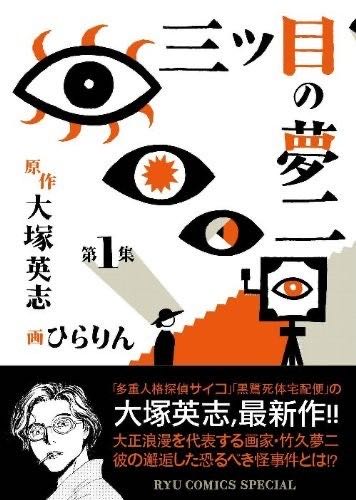 三ッ目の夢二
原作
大塚英志
第1集
画ひらりん
「多重人格探偵サイコ」「黒鷺死体宅配便」の
大塚英志,最新作!!
大正浪漫を代表する画家・竹久夢二
彼の邂逅した恐るべき怪事件とは!?
RYU COMICS SPECIAL